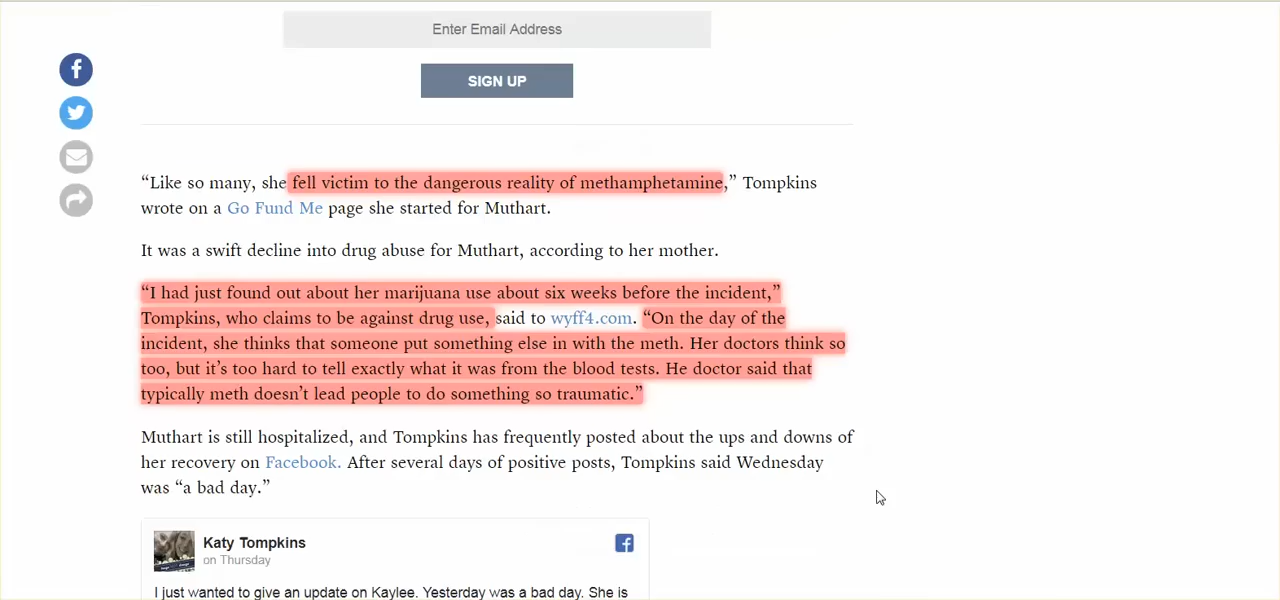 Enter Email Address
SIGN UP
“Like so many, she fell victim to the dangerous reality of methamphetamine,” Tompkins
wrote on a Go Fund Me page she started for Muthart.
It was a swift decline into drug abuse for Muthart, according to her mother.
“I had just found out about her marijuana use about six weeks before the incident,”
Tompkins, who claims to be against drug use, said to wyff4.com. “On the day of the
incident, she thinks that someone put something else in with the meth. Her doctors think so
too, but it’s too hard to tell exactly what it was from the blood tests. He doctor said that
typically meth doesn’t lead people to do something so traumatic.”
Muthart is still hospitalized, and Tompkins has frequently posted about the ups and downs of
her recovery on Facebook. After several days of positive posts, Tompkins said Wednesday
was “a bad day.”
Katy Tompkins
on Thursday
I just wanted to give an update on Kaylee. Yesterday was a bad day. She is